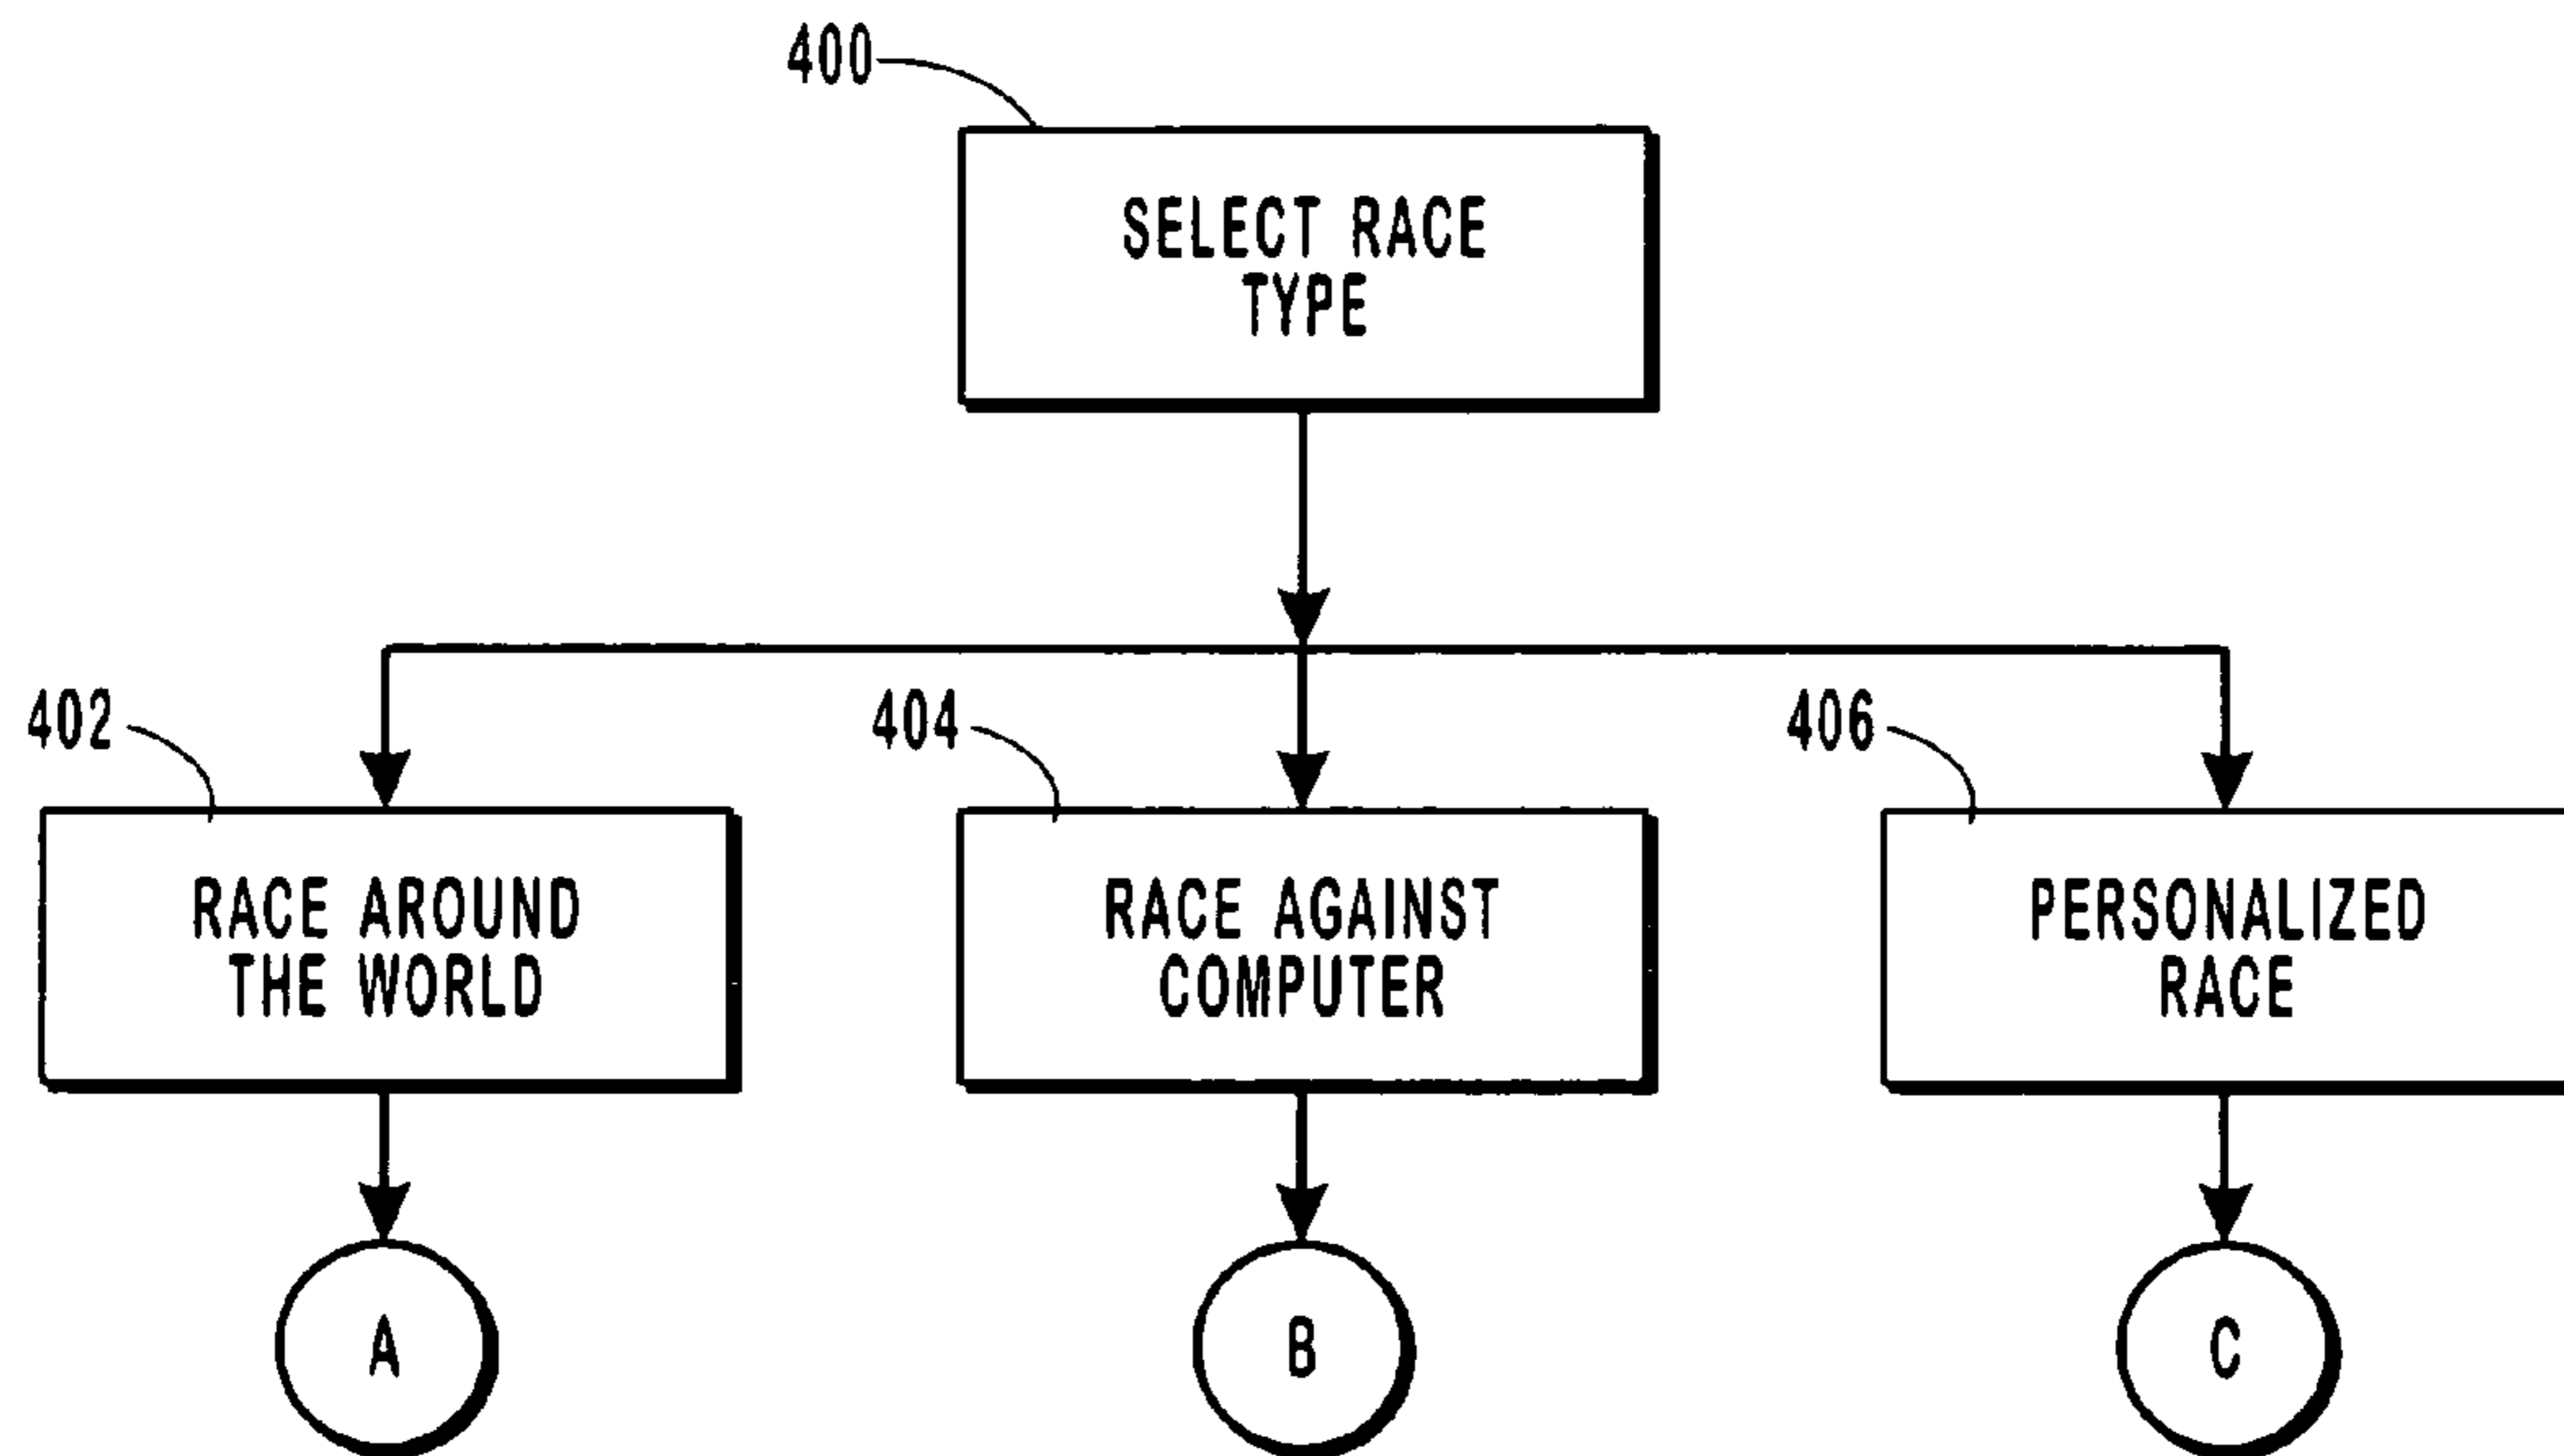 400
SELECT RACE
TYPE
402
404
406
RACE AROUND
THE WORLD
RACE AGAINST
COMPUTER
PERSONALIZED
RACE
A
B
C